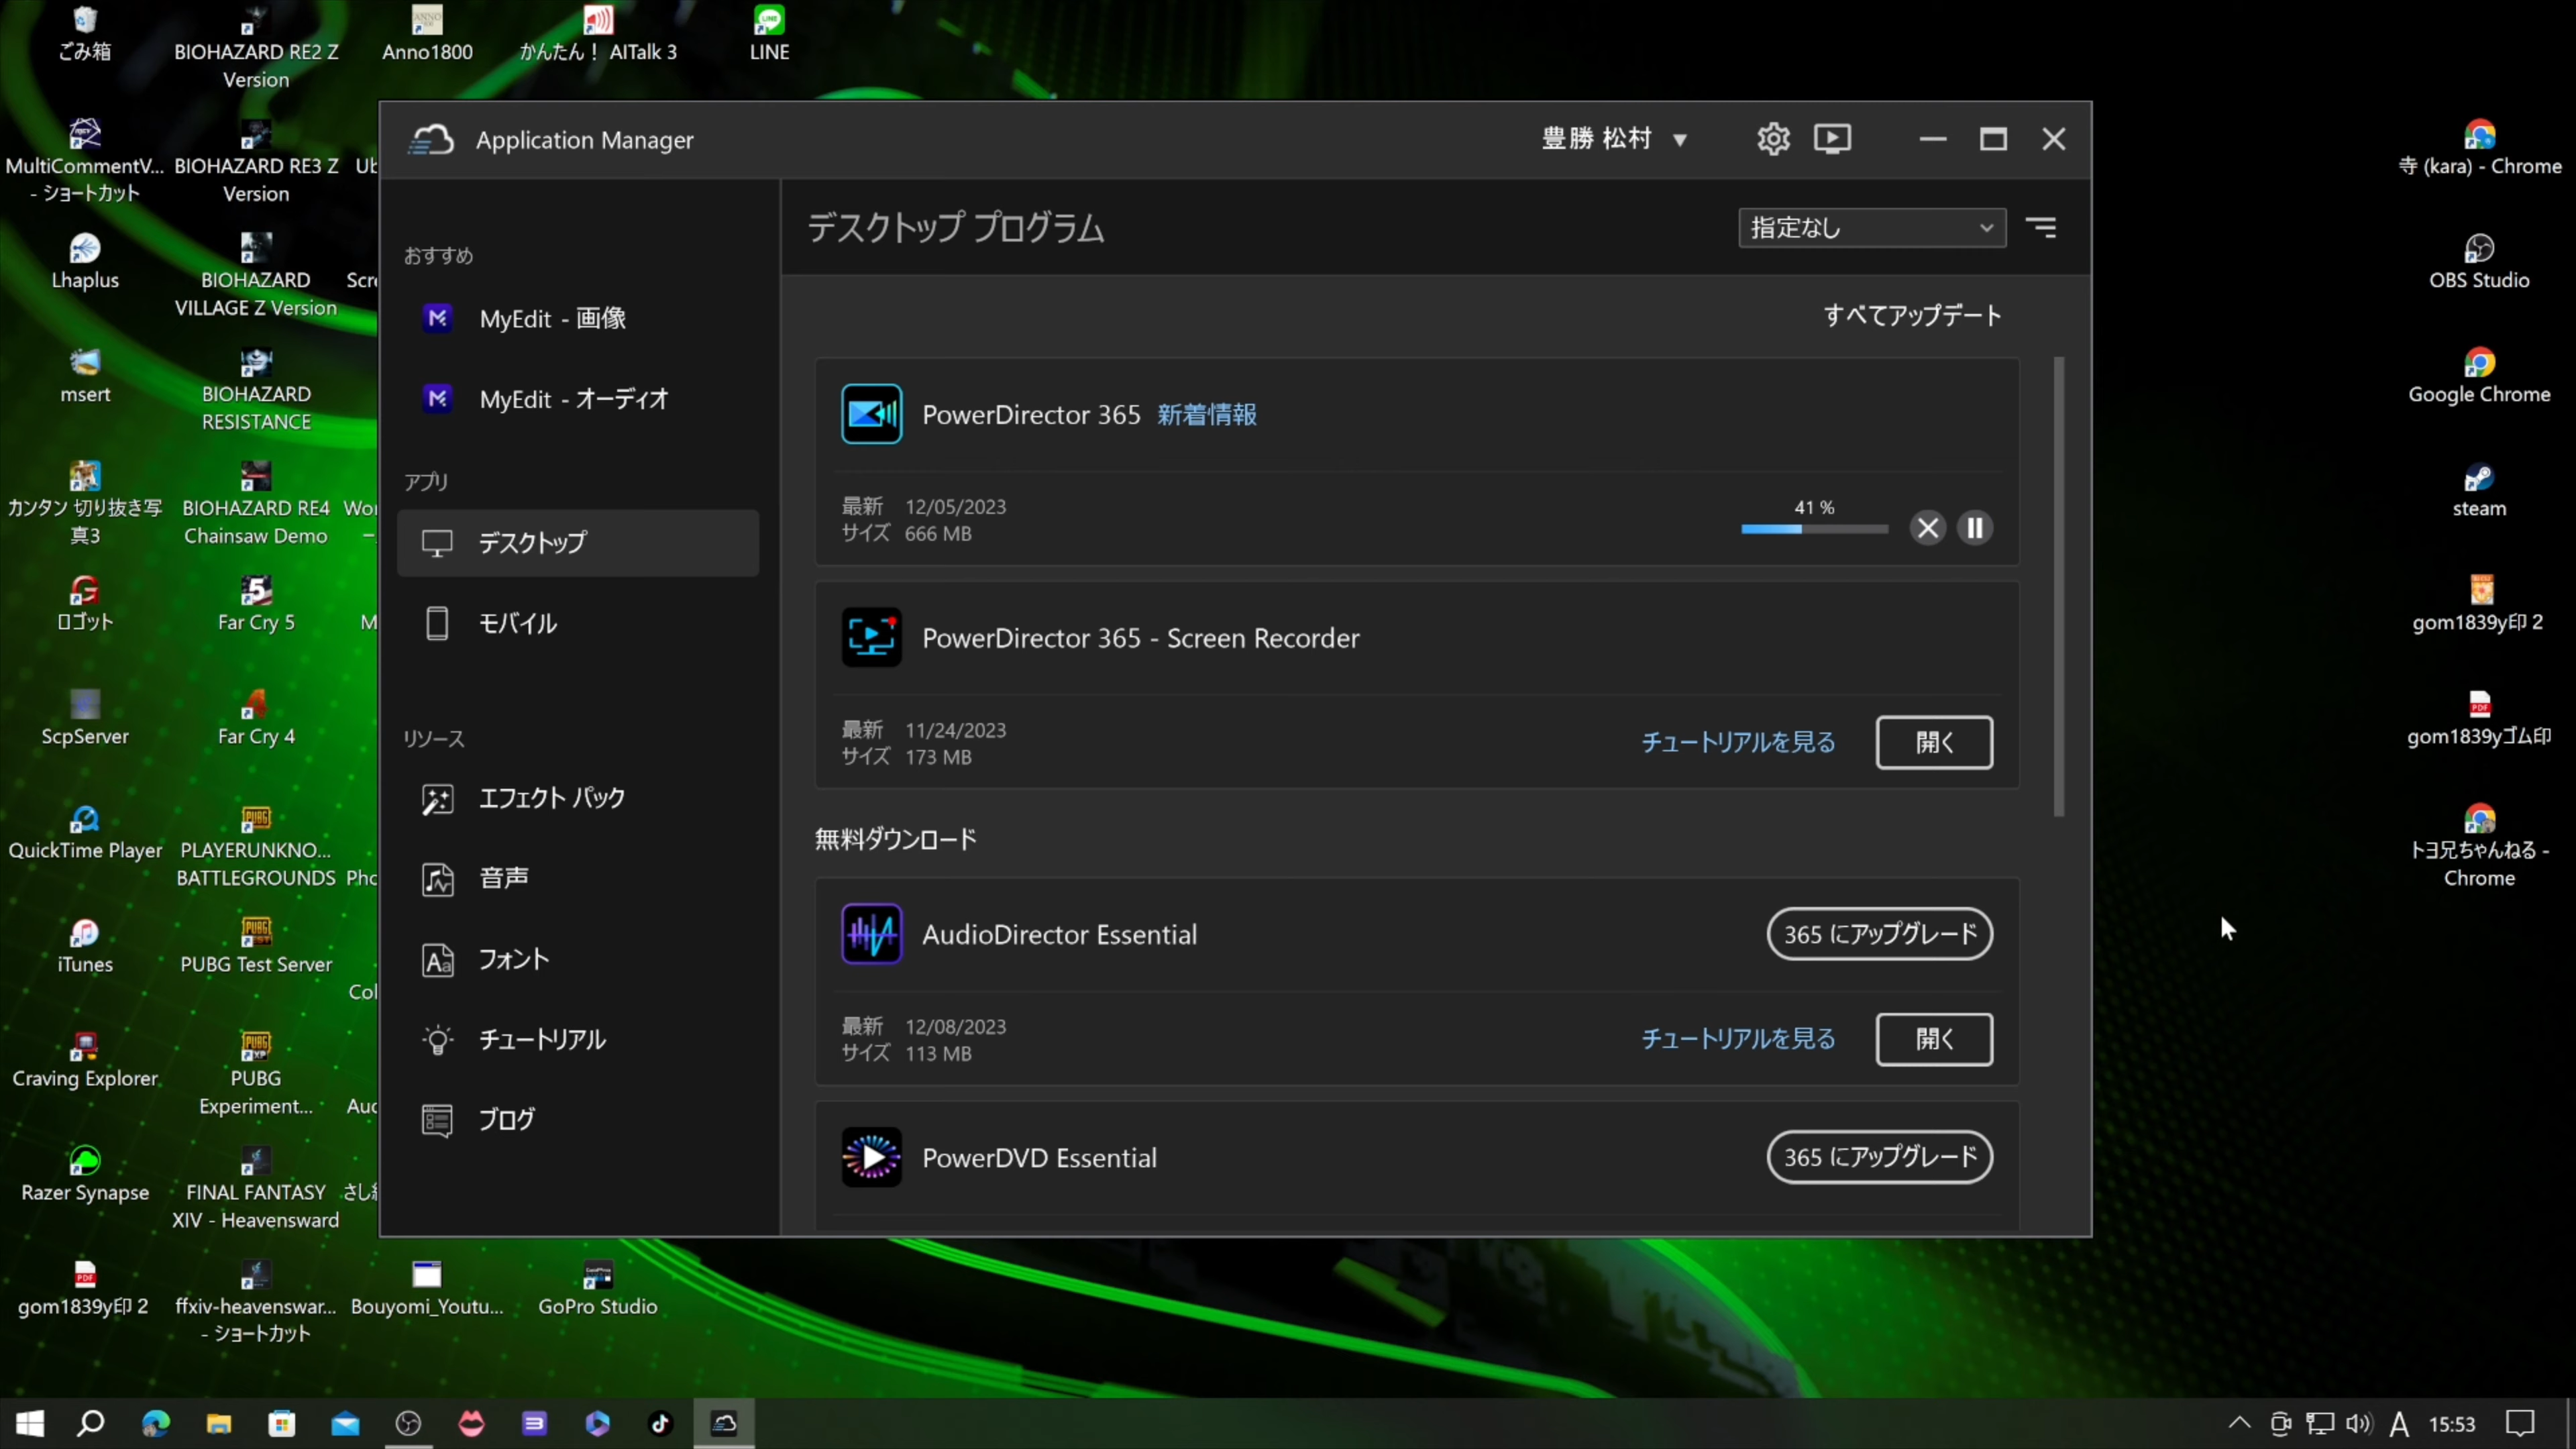 ごみ箱
BIOHAZARD RE2 Z
Version
Anno1800
かんたん！ AITalk 3
LINE
MultiCommentV...
- ショートカット
BIOHAZARD RE3 Z
Version
Lhaplus
BIOHAZARD
VILLAGE Z Version
msert
BIOHAZARD
RESISTANCE
カンタン 切り抜き写
真3
BIOHAZARD RE4
Chainsaw Demo
ロゴット
Far Cry 5
ScpServer
Far Cry 4
QuickTime Player
PLAYERUNKNO...
BATTLEGROUNDS
iTunes
PUBG Test Server
Craving Explorer
PUBG
Experiment...
Razer Synapse
FINAL FANTASY
XIV - Heavensward
gom1839y印 2
ffxiv-heavenswar...
- ショートカット
Bouyomi_Youtu...
GoPro Studio
Application Manager
豊勝 松村
おすすめ
MyEdit - 画像
MyEdit - オーディオ
アプリ
デスクトップ
モバイル
リソース
エフェクト パック
音声
フォント
チュートリアル
ブログ
デスクトップ プログラム
指定なし
すべてアップデート
PowerDirector 365 新着情報
最新 12/05/2023
サイズ 666 MB
41 %
PowerDirector 365 - Screen Recorder
最新 11/24/2023
サイズ 173 MB
チュートリアルを見る
開く
無料ダウンロード
AudioDirector Essential
365 にアップグレード
最新 12/08/2023
サイズ 113 MB
チュートリアルを見る
開く
PowerDVD Essential
365 にアップグレード
寺 (kara) - Chrome
OBS Studio
Google Chrome
steam
gom1839y印 2
gom1839yゴム印
トヨ兄ちゃんねる -
Chrome
A
15:53